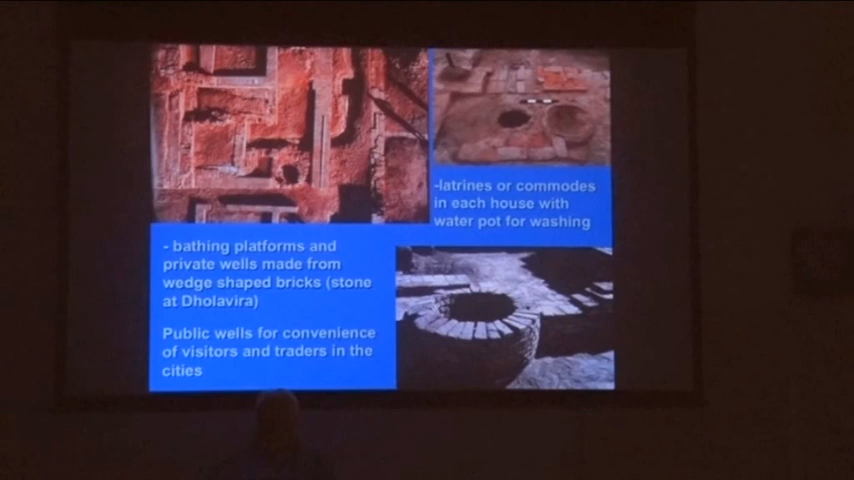 -latrines or commodes
in each house with
water pot for washing
- bathing platforms and
private wells made from
wedge shaped bricks (stone
at Dholavira)
Public wells for convenience
of visitors and traders in the
cities